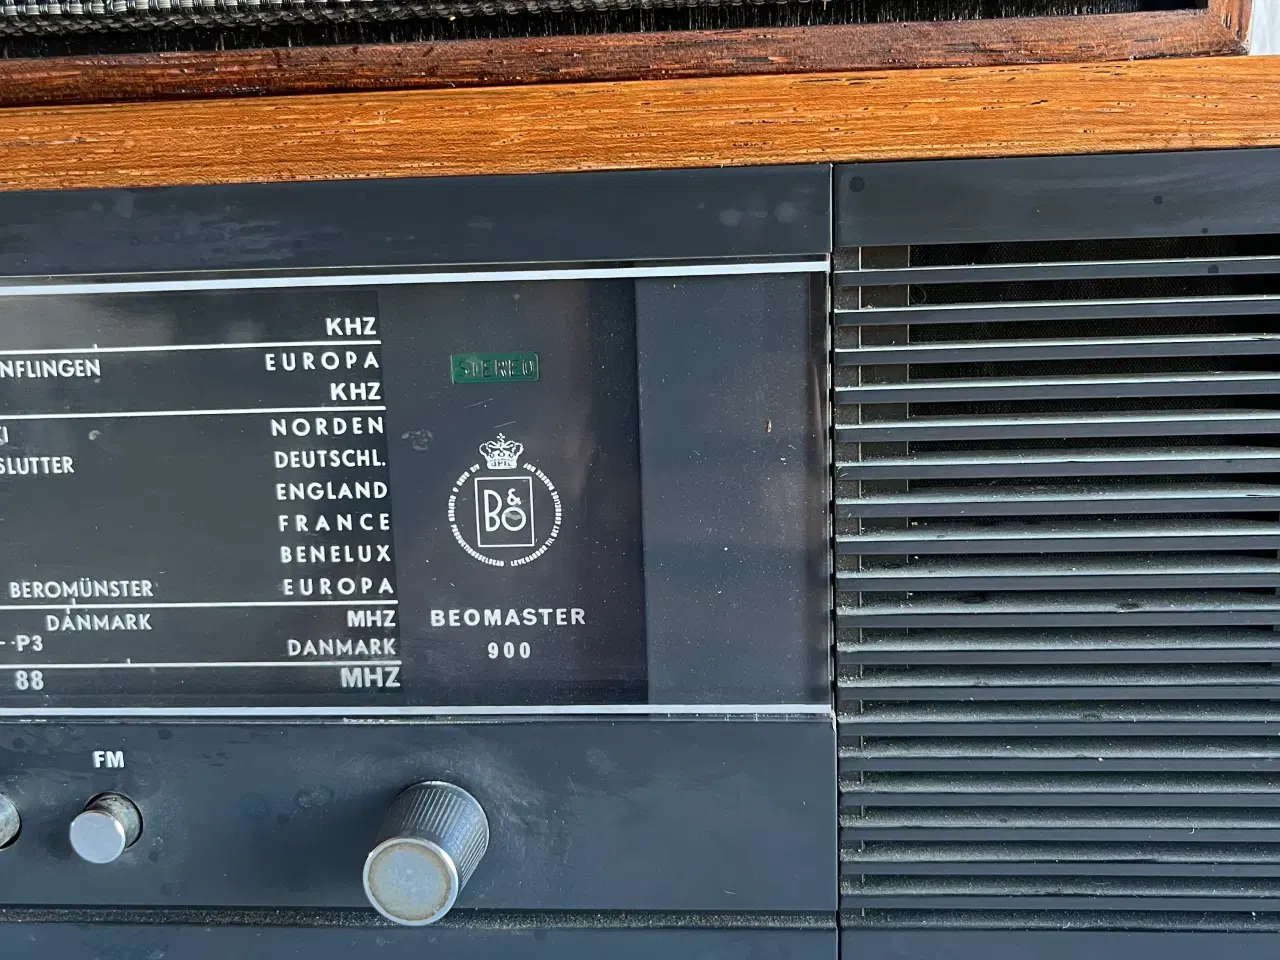 KHZ
NFLINGEN EUROPA
KHZ
NORDEN
SLUTTER DEUTSCHL.
ENGLAND
FRANCE
BENELUX
BEROMÜNSTER EUROPA
DANMARK MHZ
P3 DANMARK
88 MHZ
STEREO
B&O
BEOMASTER
900
FM